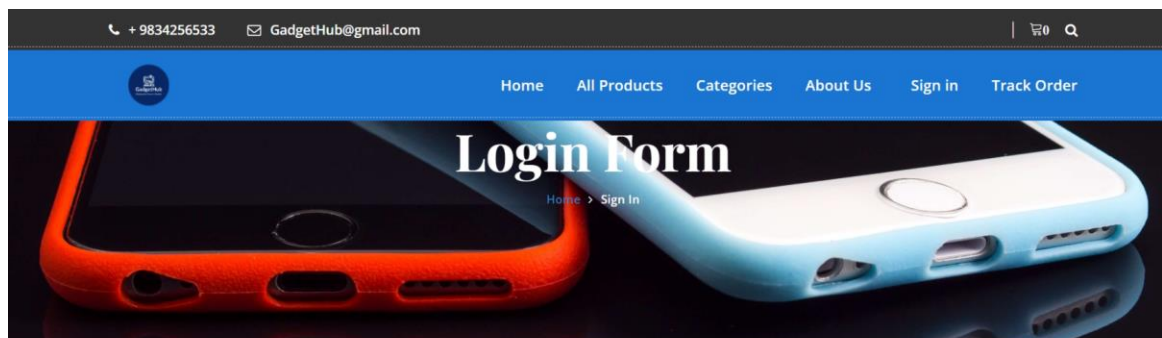 + 9834256533 GadgetHub@gmail.com 0
GadgetHub
Home All Products Categories About Us Sign in Track Order
Login Form
Home > Sign In